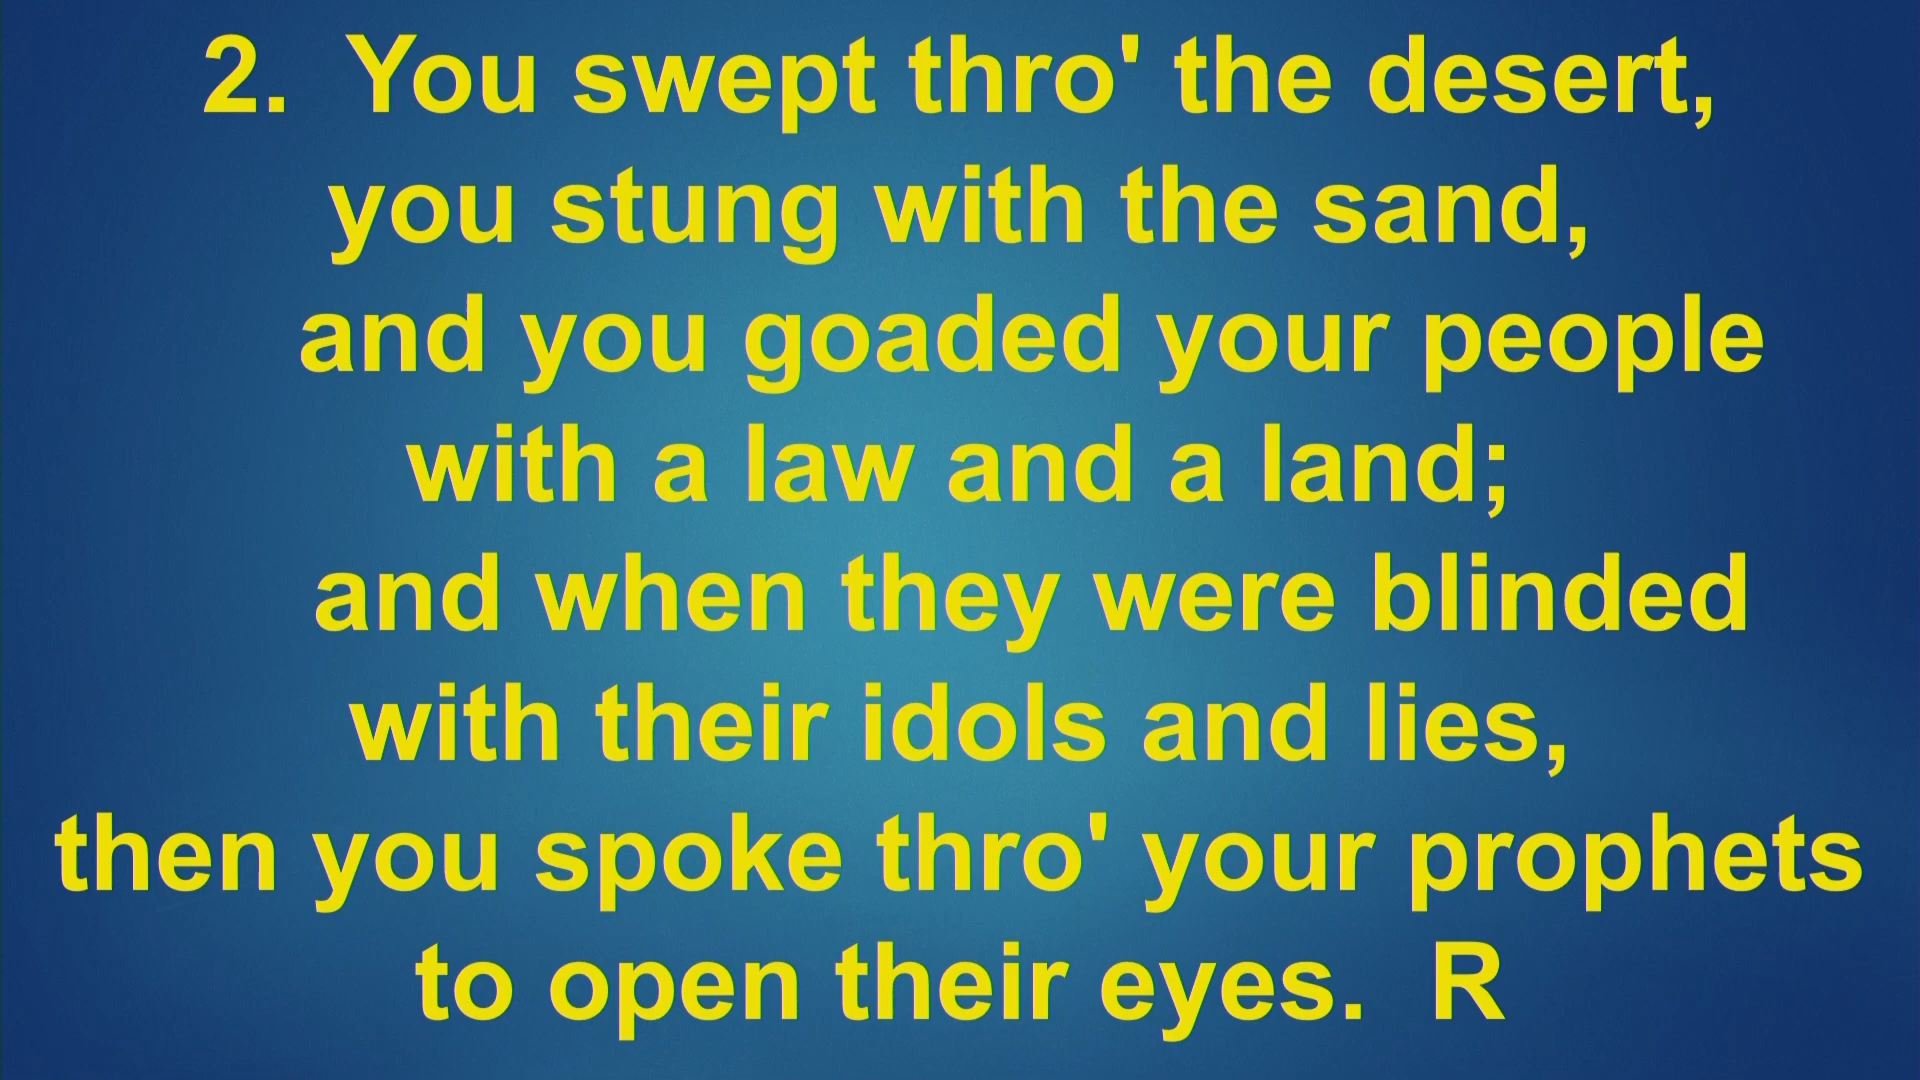 2.  You swept thro' the desert,
you stung with the sand,
and you goaded your people
with a law and a land;
and when they were blinded
with their idols and lies,
then you spoke thro' your prophets
to open their eyes.  R